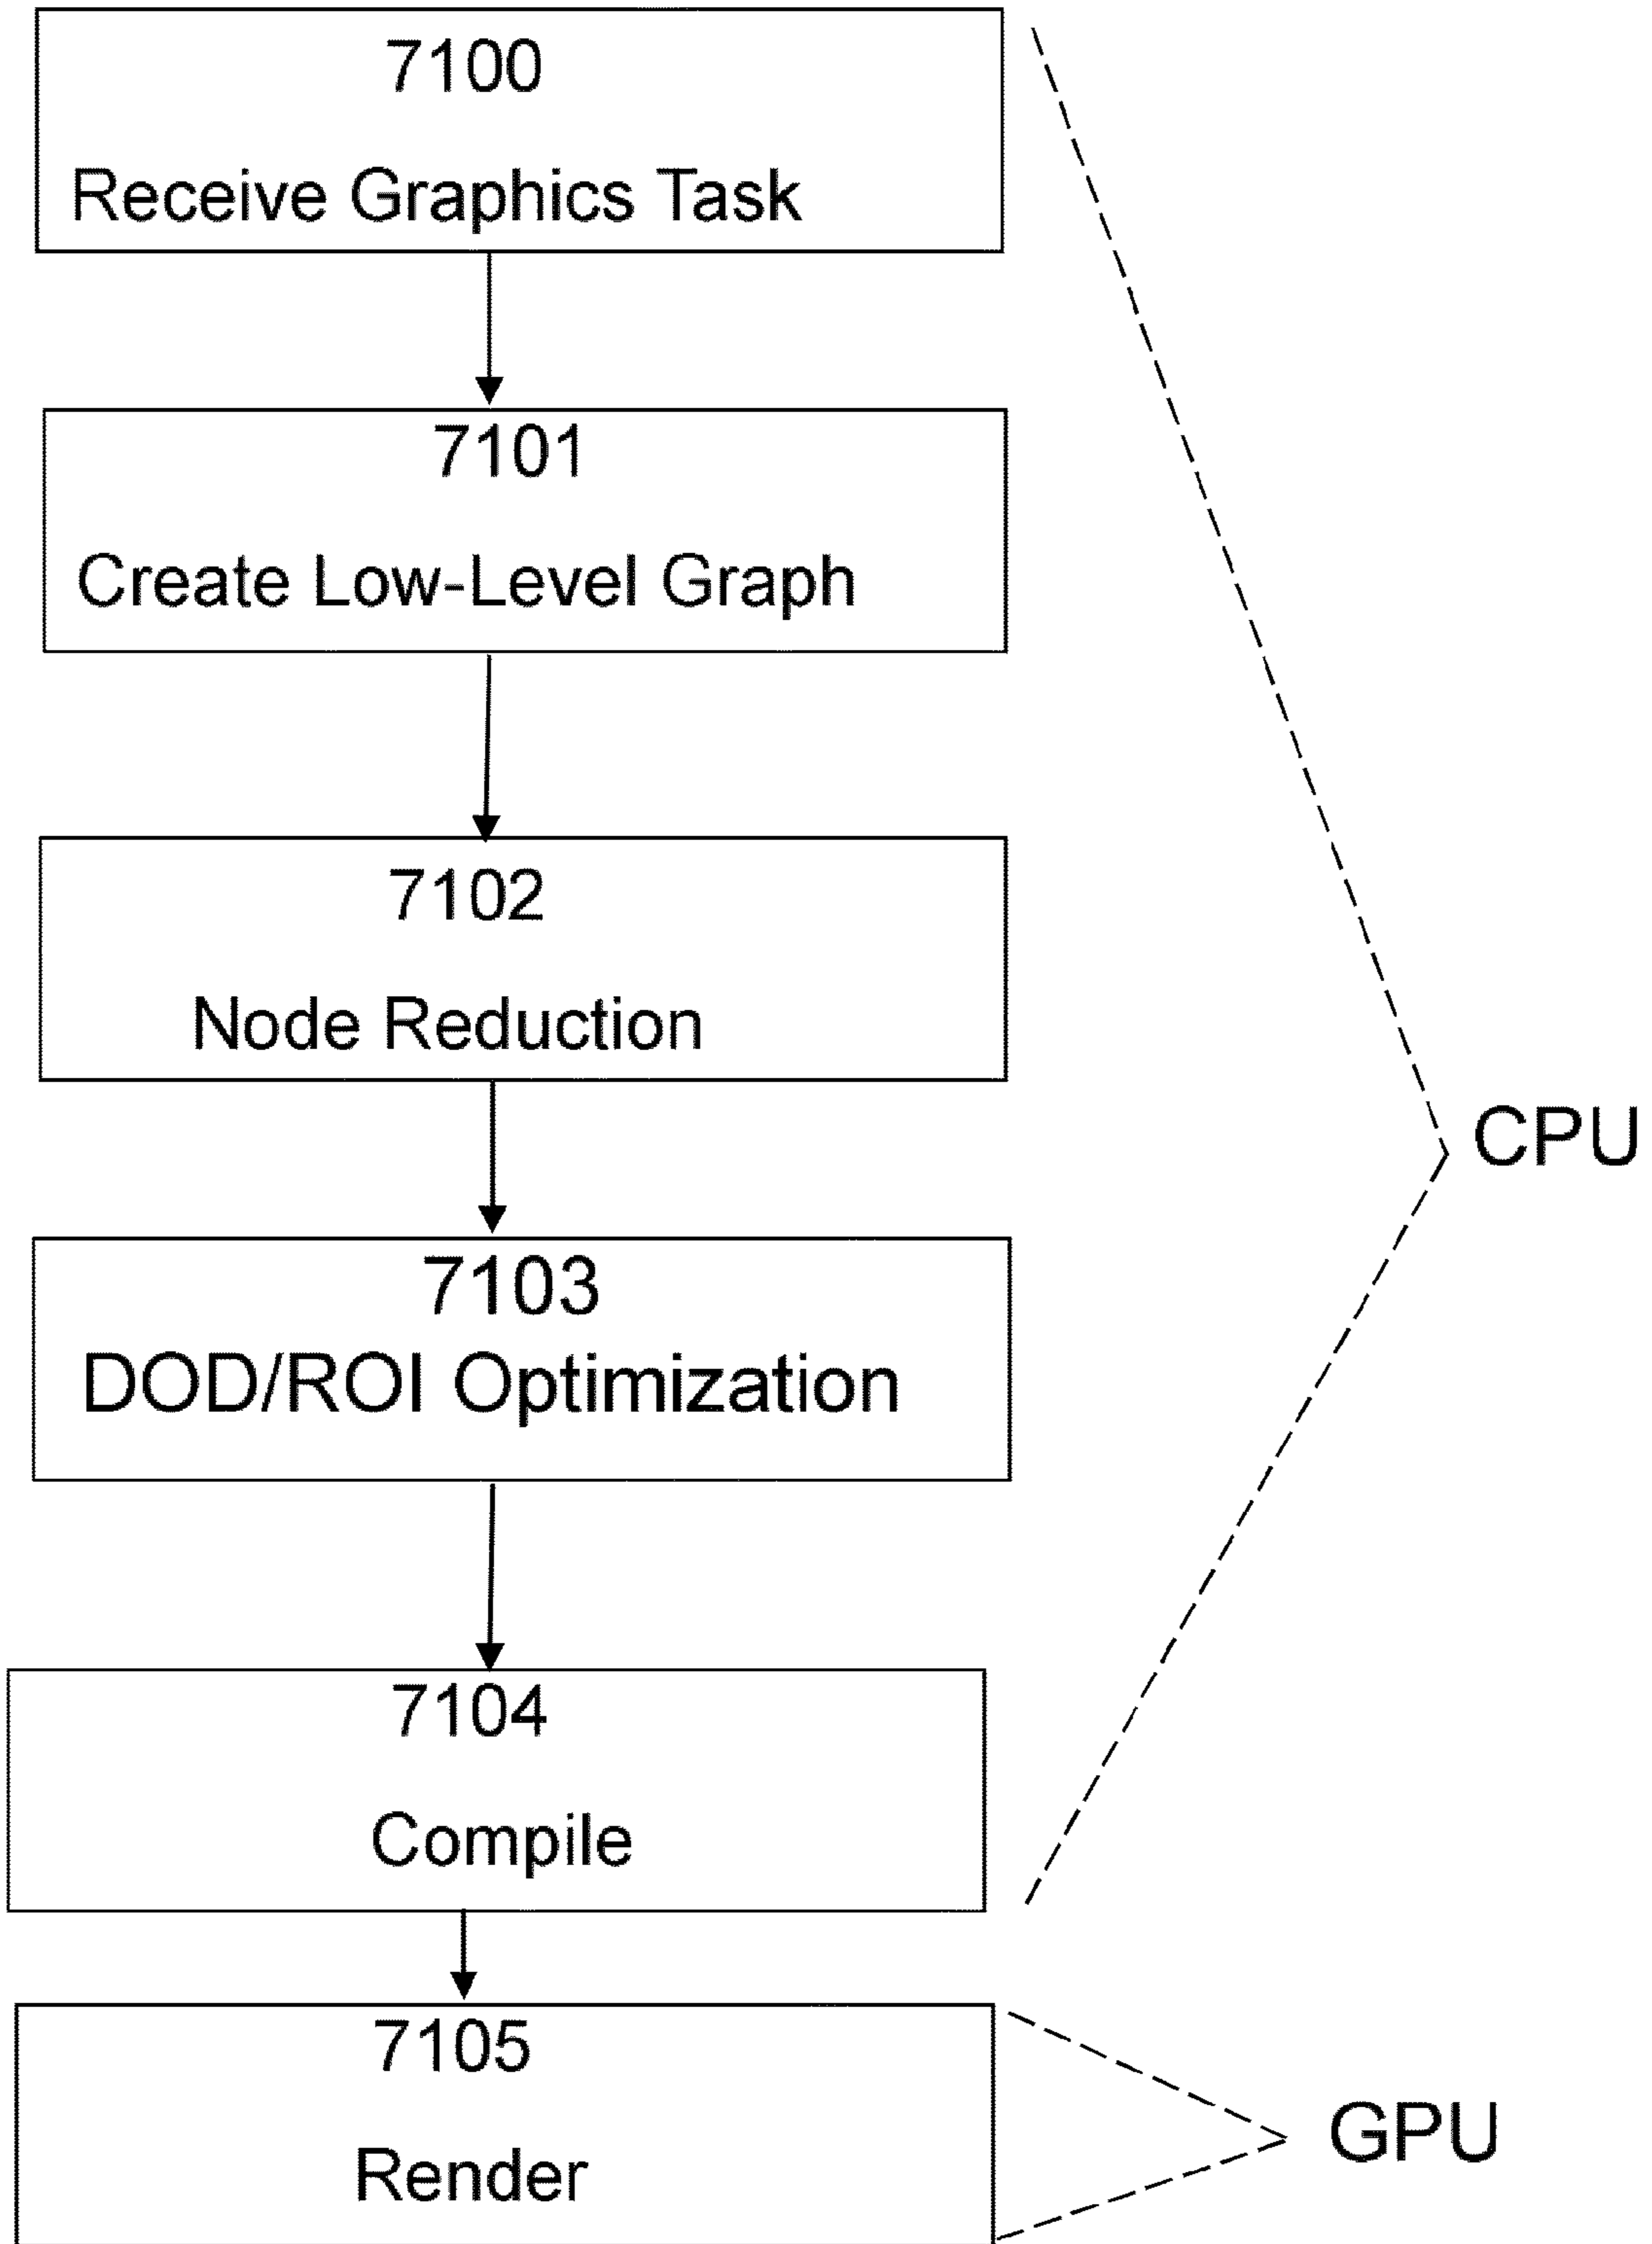 7100
Receive Graphics Task
7101
Create Low-Level Graph
7102
Node Reduction
CPU
7103
DOD/ROI Optimization
7104
Compile
7105
Render
GPU